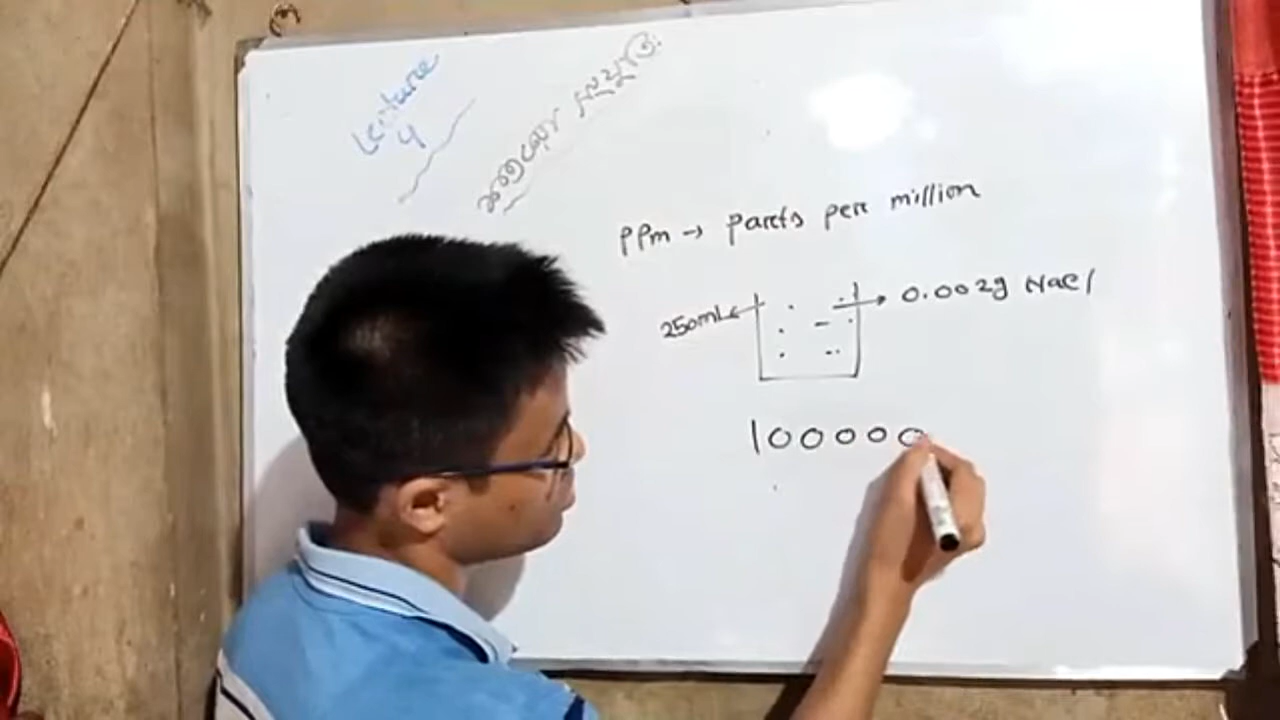 Lecture
4
PPm → parts per million
250ml
0.002g NaCl
100000